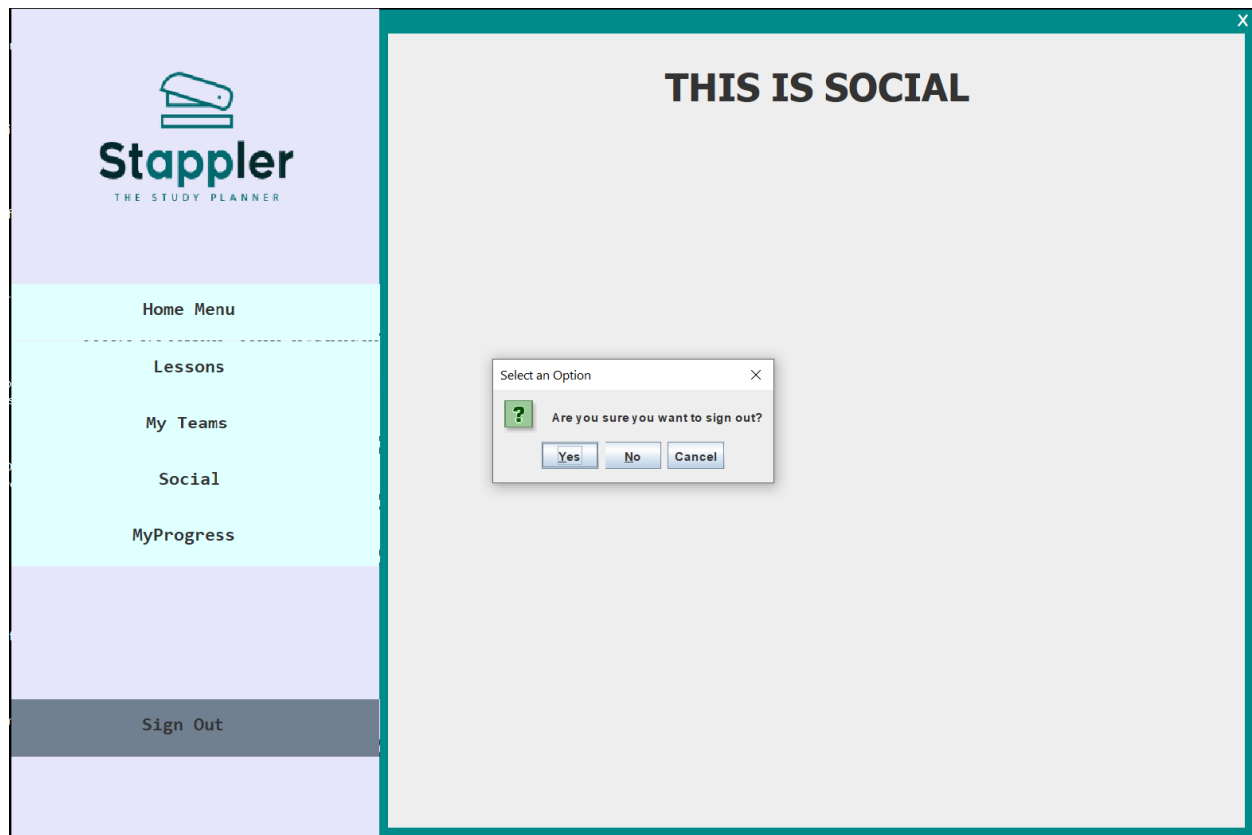 X
Stappler
THE STUDY PLANNER
Home Menu
Lessons
My Teams
Social
MyProgress
Sign Out
THIS IS SOCIAL
Select an Option
?
Are you sure you want to sign out?
Yes
No
Cancel